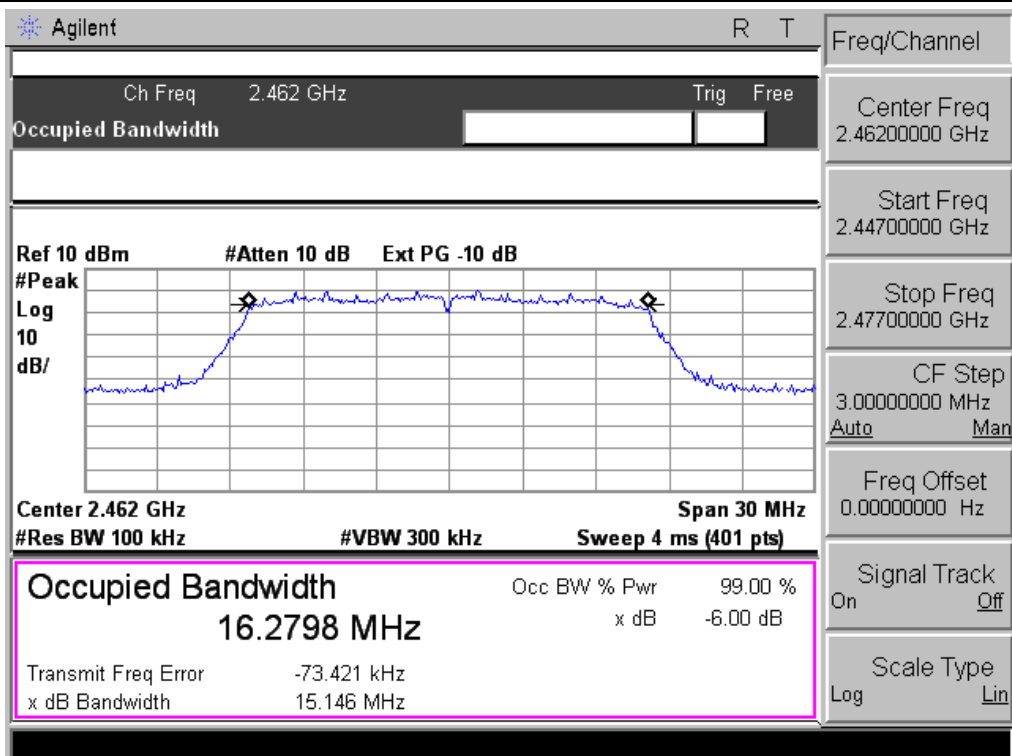 Agilent R T
Ch Freq 2.462 GHz Trig Free
Occupied Bandwidth
Ref 10 dBm #Atten 10 dB Ext PG -10 dB
#Peak
Log
10
dB/
Center 2.462 GHz Span 30 MHz
#Res BW 100 kHz #VBW 300 kHz Sweep 4 ms (401 pts)
Occupied Bandwidth
16.2798 MHz
Occ BW % Pwr 99.00 %
x dB -6.00 dB
Transmit Freq Error -73.421 kHz
x dB Bandwidth 15.146 MHz
Freq/Channel
Center Freq
2.46200000 GHz
Start Freq
2.44700000 GHz
Stop Freq
2.47700000 GHz
CF Step
3.00000000 MHz
Auto Man
Freq Offset
0.00000000 Hz
Signal Track
On Off
Scale Type
Log Lin